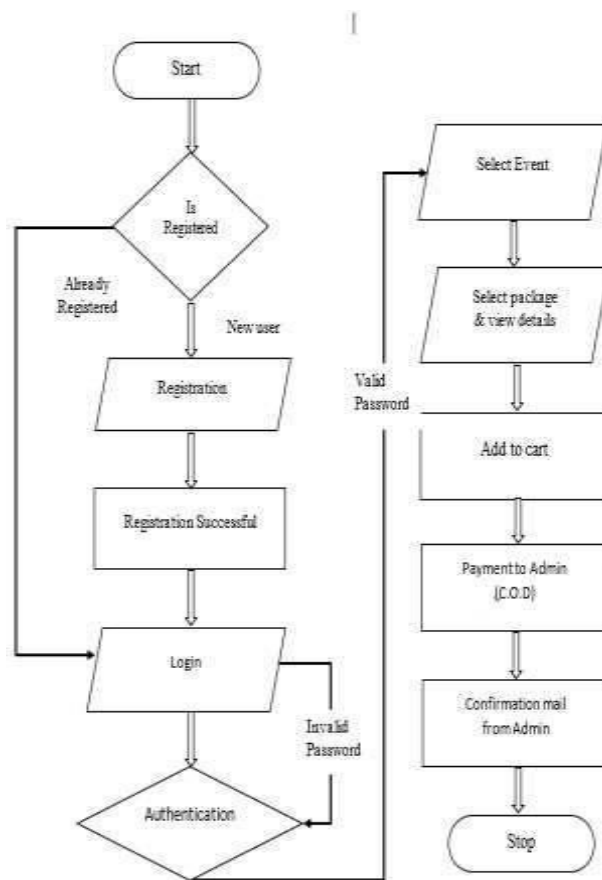 Start
Is
Registered
Already
Registered
New user
Registration
Registration Successful
Login
Invalid
Password
Authentication
Valid
Password
Select Event
Select package
& view details
Add to cart
Payment to Admin
.(C.O.D)
Confirmation mail
from Admin
Stop